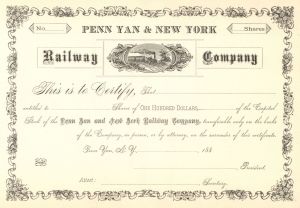 No. PENN YAN & NEW YORK Shares
Railway Company
This is to Certify, That
entitled to Shares of ONE HUNDRED DOLLARS of the Capital
Stock of the Penn Yan and New York Railway Company, transferable only on the books
of the Company, in person, or by attorney, on the surrender of this certificate.
Penn Yan, N.Y. 188
President.
Secretary.